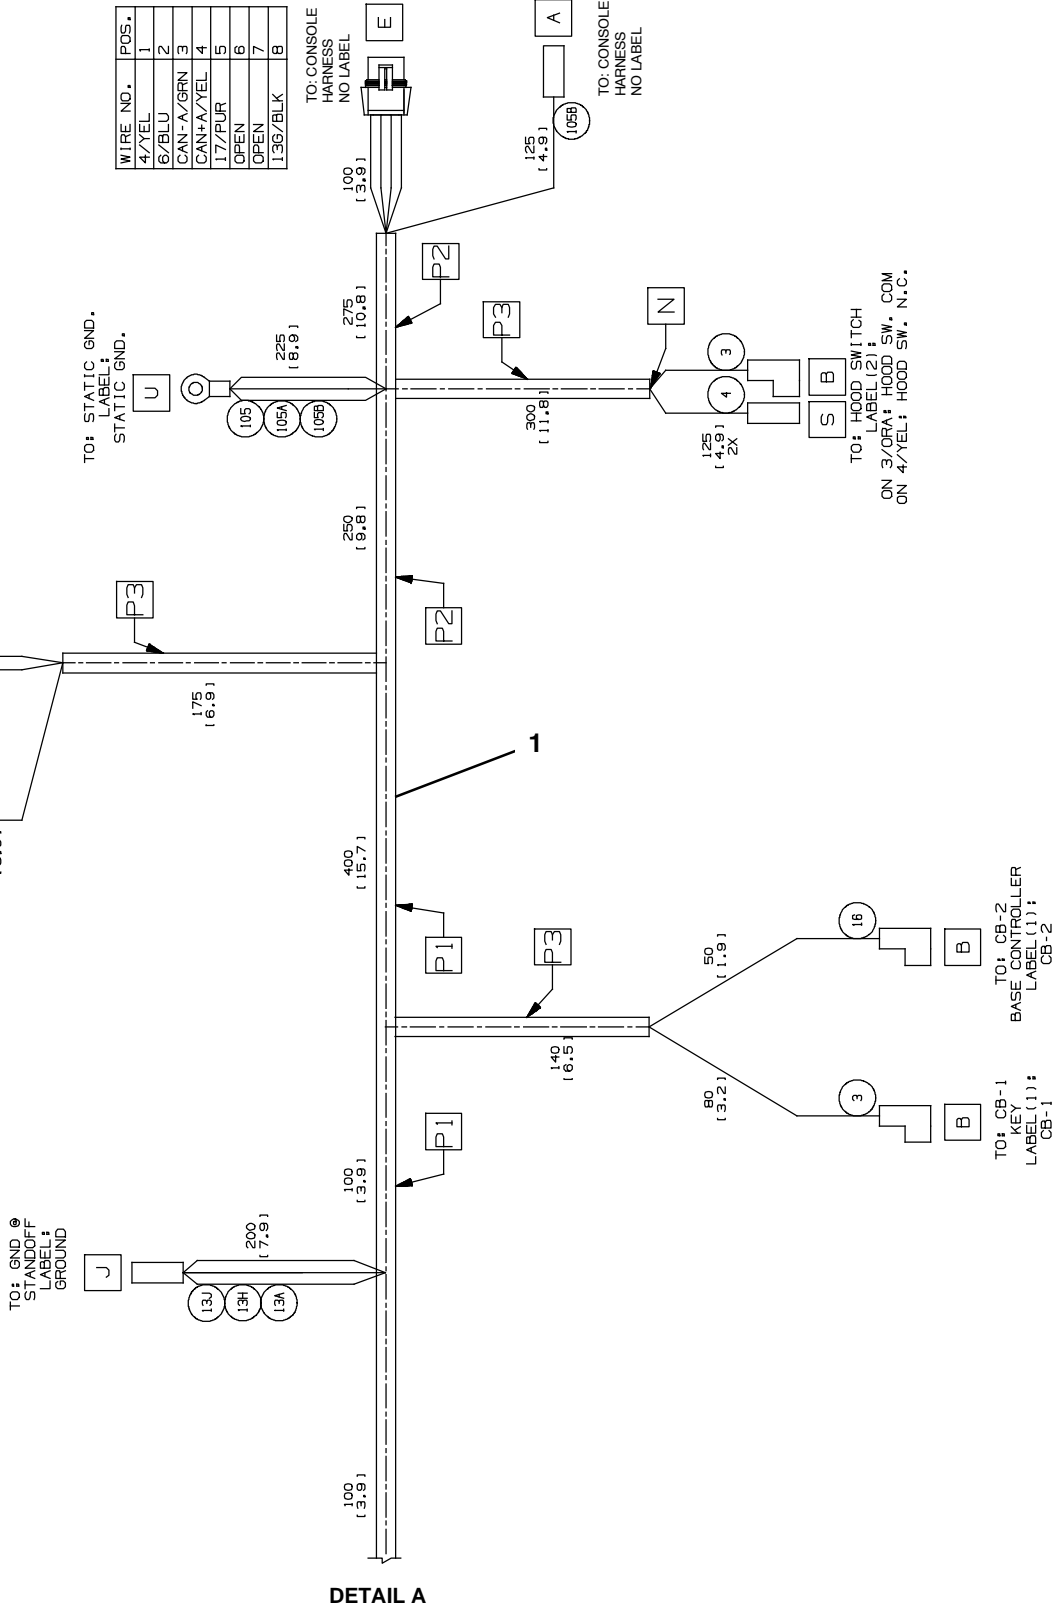 WIRE NO. POS.
4/YEL 1
6/BLU 2
CAN-A/GRN 3
CAN+A/YEL 4
17/PUR 5
OPEN 6
OPEN 7
13G/BLK 8
TO: CONSOLE
HARNESS
NO LABEL
E
TO: CONSOLE
HARNESS
NO LABEL
A
105B
125
[4.9]
100
[3.9]
P2
275
[10.8]
TO: STATIC GND.
LABEL:
STATIC GND.
U
225
[8.9]
105
105A
105B
P3
300
[11.8]
N
3
4
125
[4.9]
2X
B
S
TO: HOOD SWITCH
LABEL(2):
ON 3/ORA: HOOD SW. COM
ON 4/YEL: HOOD SW. N.C.
250
[9.8]
P2
P3
175
[6.9]
1
400
[15.7]
P1
P3
140
[6.5]
50
[1.9]
16
B
TO: CB-2
BASE CONTROLLER
LABEL(1):
CB-2
80
[3.2]
3
B
TO: CB-1
KEY
LABEL(1):
CB-1
P1
100
[3.9]
TO: GND @
STANDOFF
LABEL:
GROUND
J
200
[7.9]
13J
13H
13A
100
[3.9]
DETAIL A